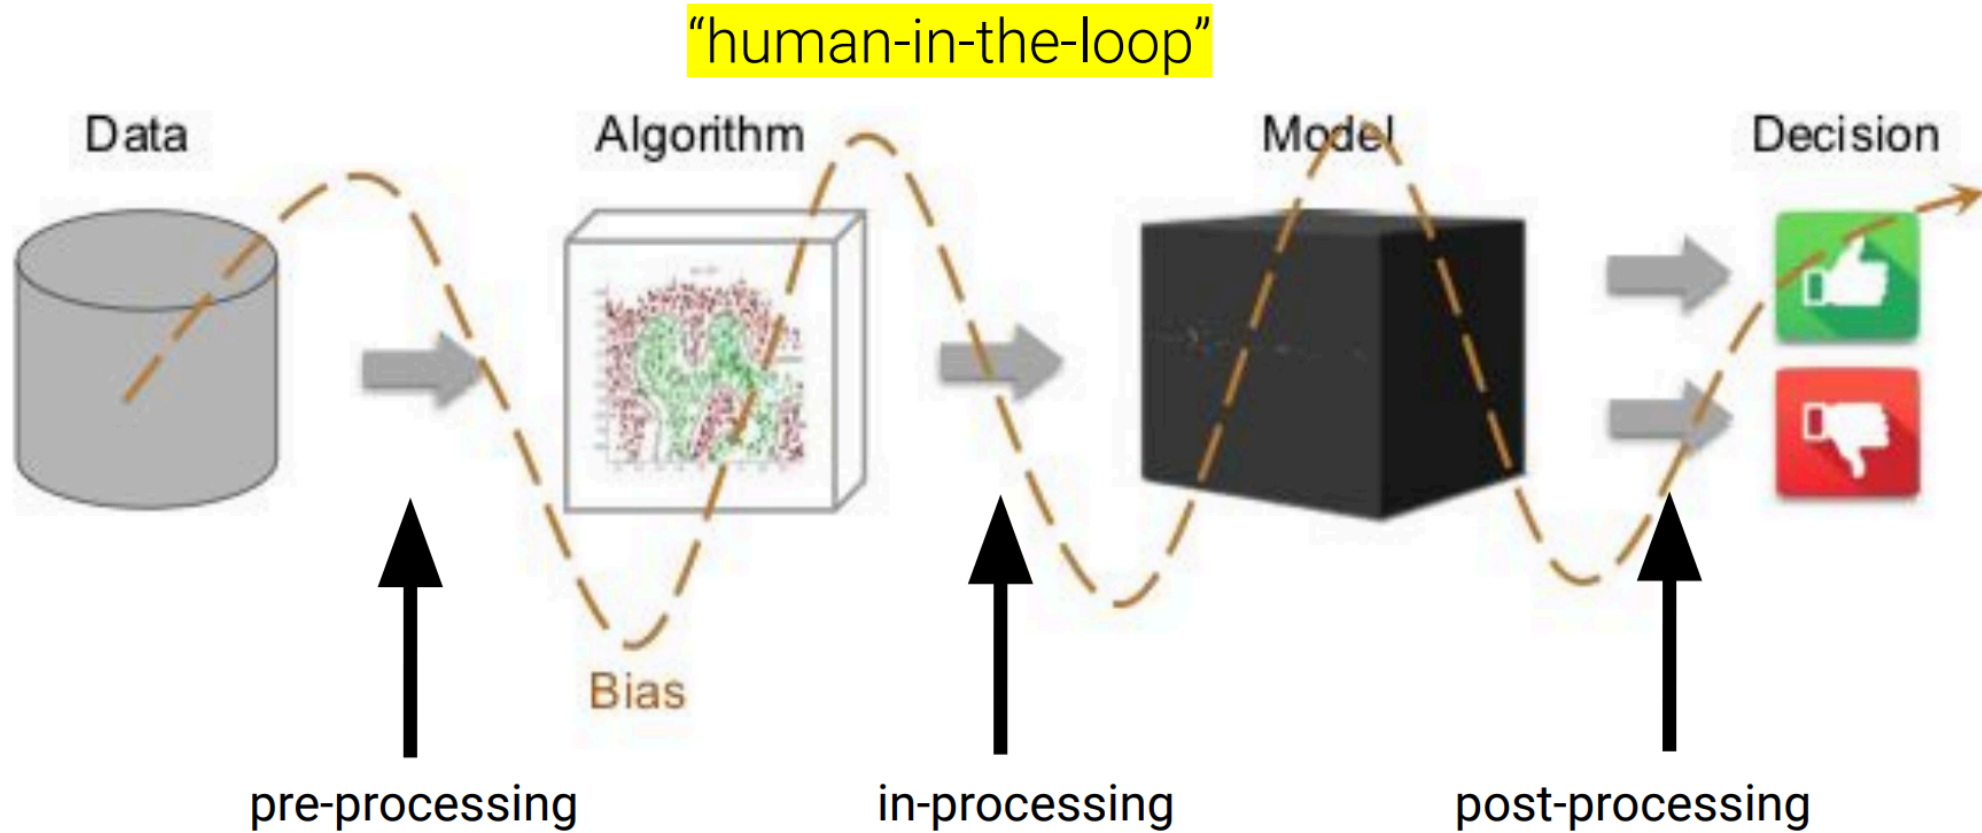 “human-in-the-loop”
Data
Algorithm
Model
Decision
Bias
pre-processing
in-processing
post-processing